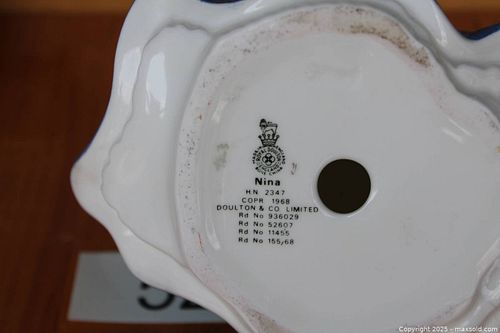 Nina
H.N. 2347
COPR 1968
DOULTON & CO. LIMITED
Rd No 936029
Rd No 52607
Rd No 11455
Rd No 155/68
Copyright © 2025 - maxsold.com